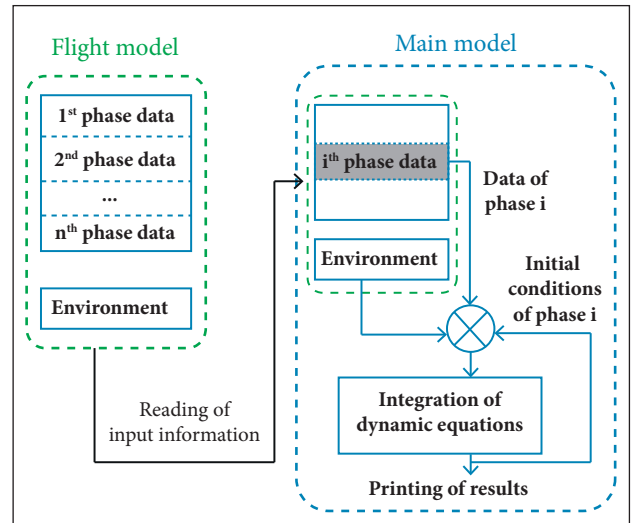 Flight model
1st phase data
2nd phase data
...
nth phase data
Environment
Reading of
input information
Main model
ith phase data
Data of
phase i
Environment
Initial
conditions
of phase i
Integration of
dynamic equations
Printing of results